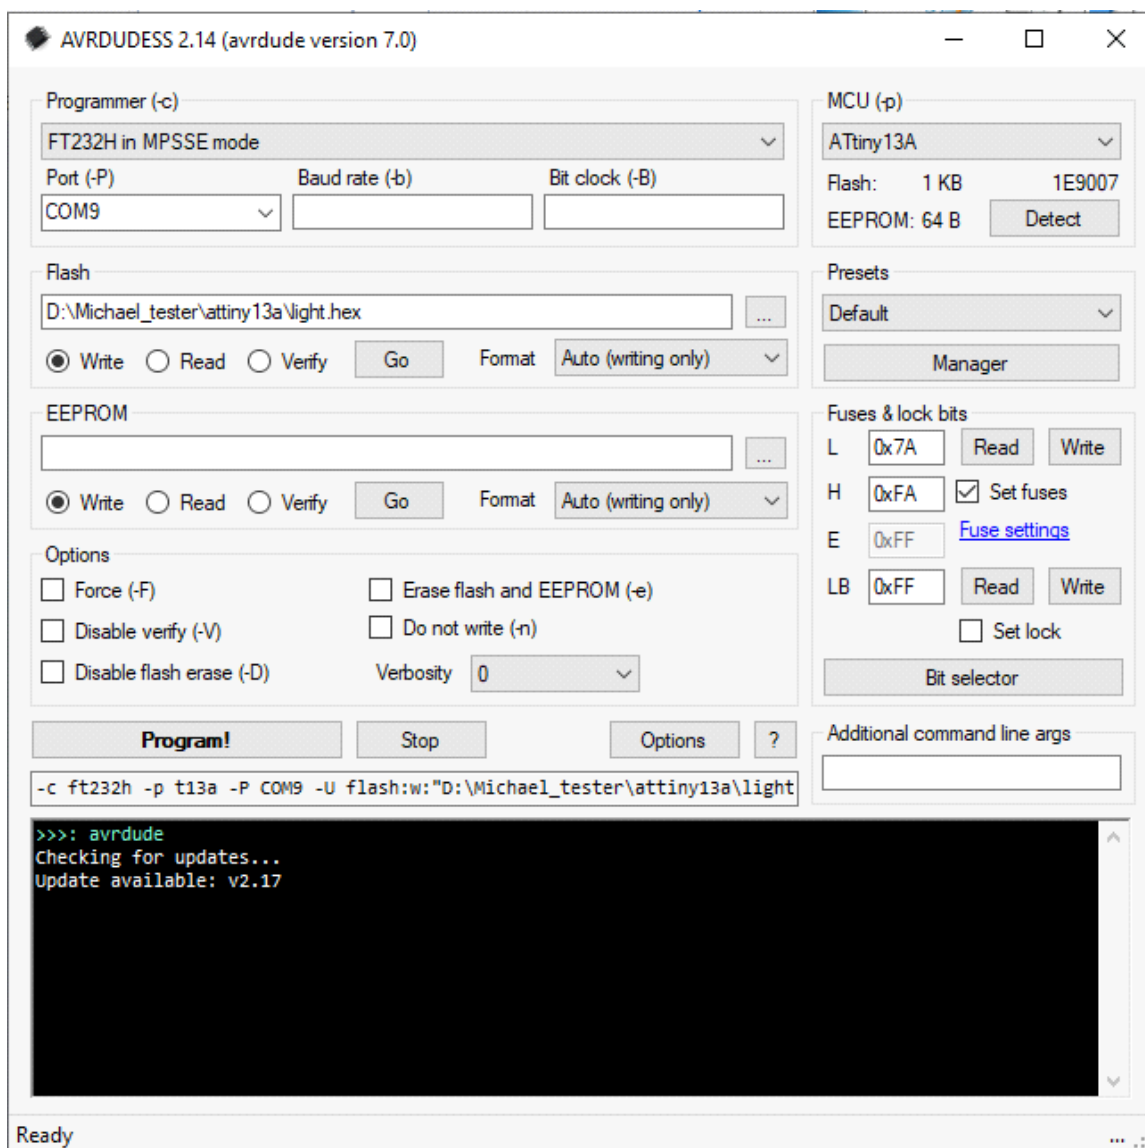 AVRDUDESS 2.14 (avrdude version 7.0)
Programmer (-c)
FT232H in MPSSE mode
Port (-P)
Baud rate (-b)
Bit clock (-B)
COM9
MCU (-p)
ATtiny13A
Flash: 1 KB 1E9007
EEPROM: 64 B
Detect
Flash
D:\Michael_tester\attiny13a\light.hex
...
Write Read Verify Go Format Auto (writing only)
Presets
Default
Manager
EEPROM
...
Write Read Verify Go Format Auto (writing only)
Fuses & lock bits
L 0x7A Read Write
H 0xFA Set fuses
E 0xFF Fuse settings
LB 0xFF Read Write
Set lock
Bit selector
Options
Force (-F)
Erase flash and EEPROM (-e)
Disable verify (-V)
Do not write (-n)
Disable flash erase (-D)
Verbosity 0
Program! Stop Options ?
Additional command line args
-c ft232h -p t13a -P COM9 -U flash:w:"D:\Michael_tester\attiny13a\light
>>>: avrdude
Checking for updates...
Update available: v2.17
Ready
...